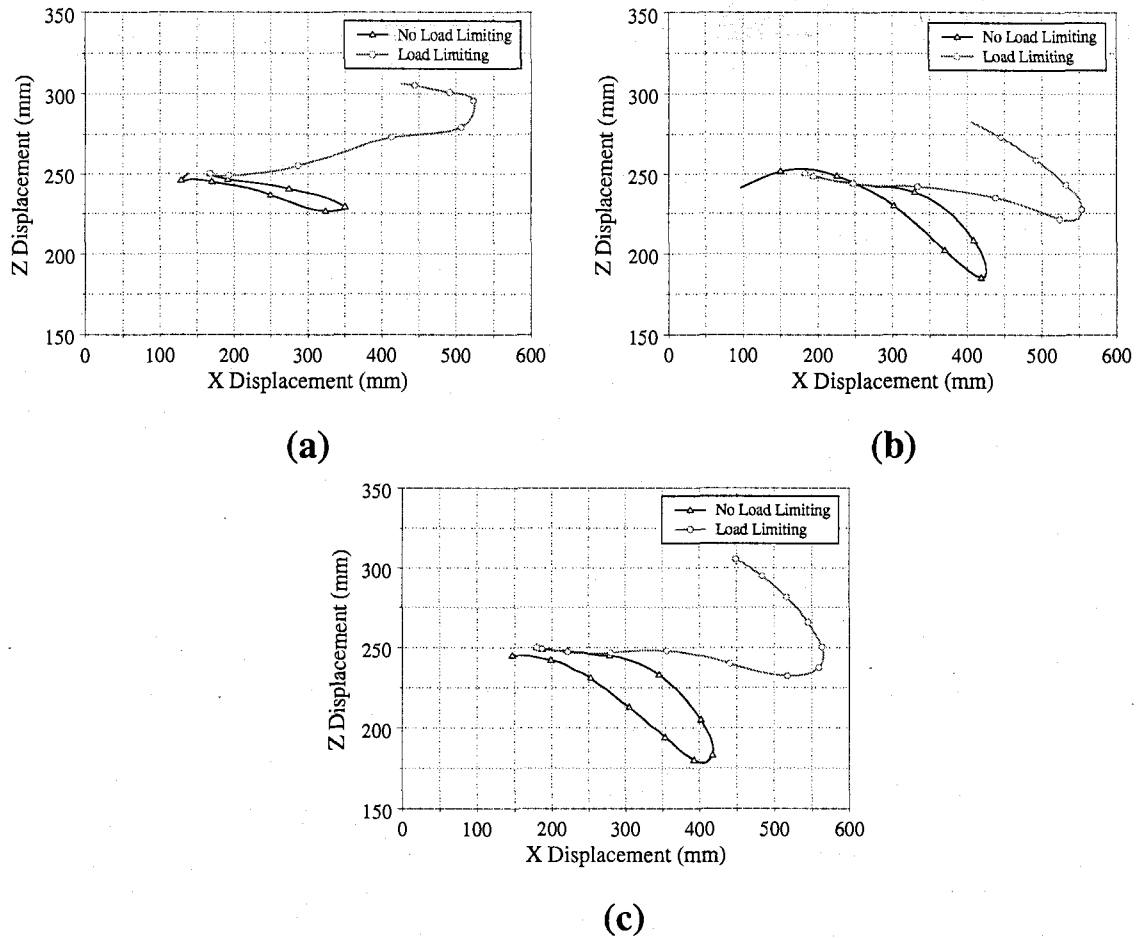 350
300
250
200
150
Z Displacement (mm)
No Load Limiting
Load Limiting
0 100 200 300 400 500 600
X Displacement (mm)
(a)
350
300
250
200
150
Z Displacement (mm)
No Load Limiting
Load Limiting
0 100 200 300 400 500 600
X Displacement (mm)
(b)
350
300
250
200
150
Z Displacement (mm)
No Load Limiting
Load Limiting
0 100 200 300 400 500 600
X Displacement (mm)
(c)